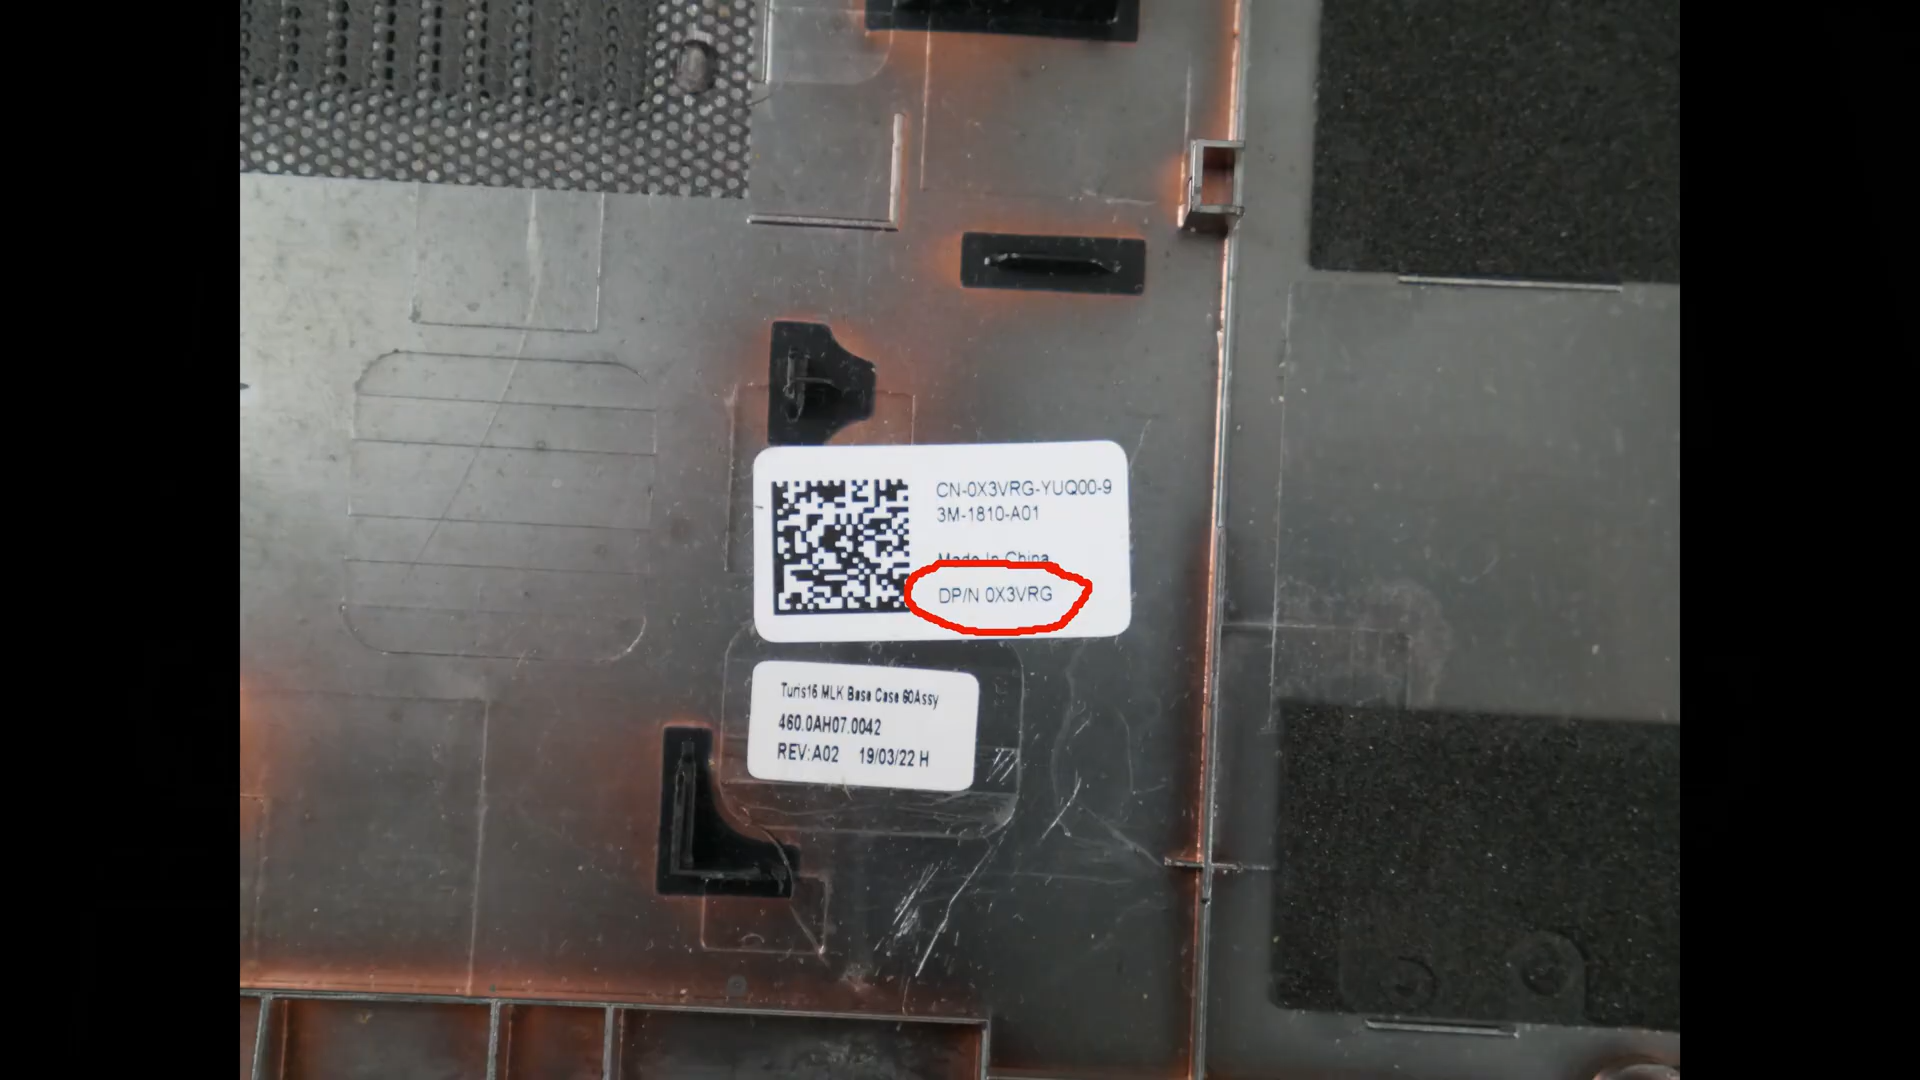 CN-0X3VRG-YUQ00-9
3M-1810-A01
Made In China
DP/N 0X3VRG
Turis15 MLK Base Case 60Assy
460.0AH07.0042
REV:A02 19/03/22 H